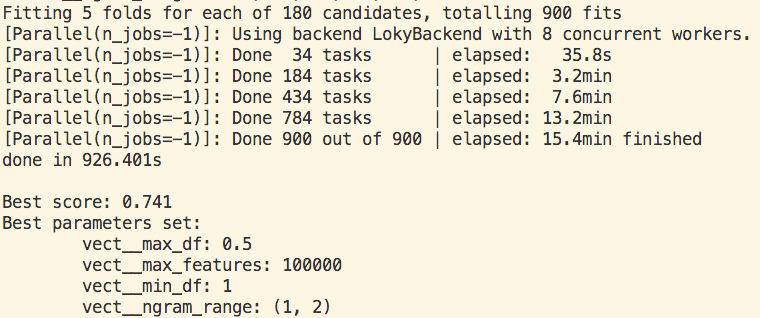 Fitting 5 folds for each of 180 candidates, totalling 900 fits
[Parallel(n_jobs=-1)]: Using backend LokyBackend with 8 concurrent workers.
[Parallel(n_jobs=-1)]: Done  34 tasks      | elapsed:   35.8s
[Parallel(n_jobs=-1)]: Done 184 tasks      | elapsed:  3.2min
[Parallel(n_jobs=-1)]: Done 434 tasks      | elapsed:  7.6min
[Parallel(n_jobs=-1)]: Done 784 tasks      | elapsed: 13.2min
[Parallel(n_jobs=-1)]: Done 900 out of 900 | elapsed: 15.4min finished
done in 926.401s

Best score: 0.741
Best parameters set:
        vect__max_df: 0.5
        vect__max_features: 100000
        vect__min_df: 1
        vect__ngram_range: (1, 2)